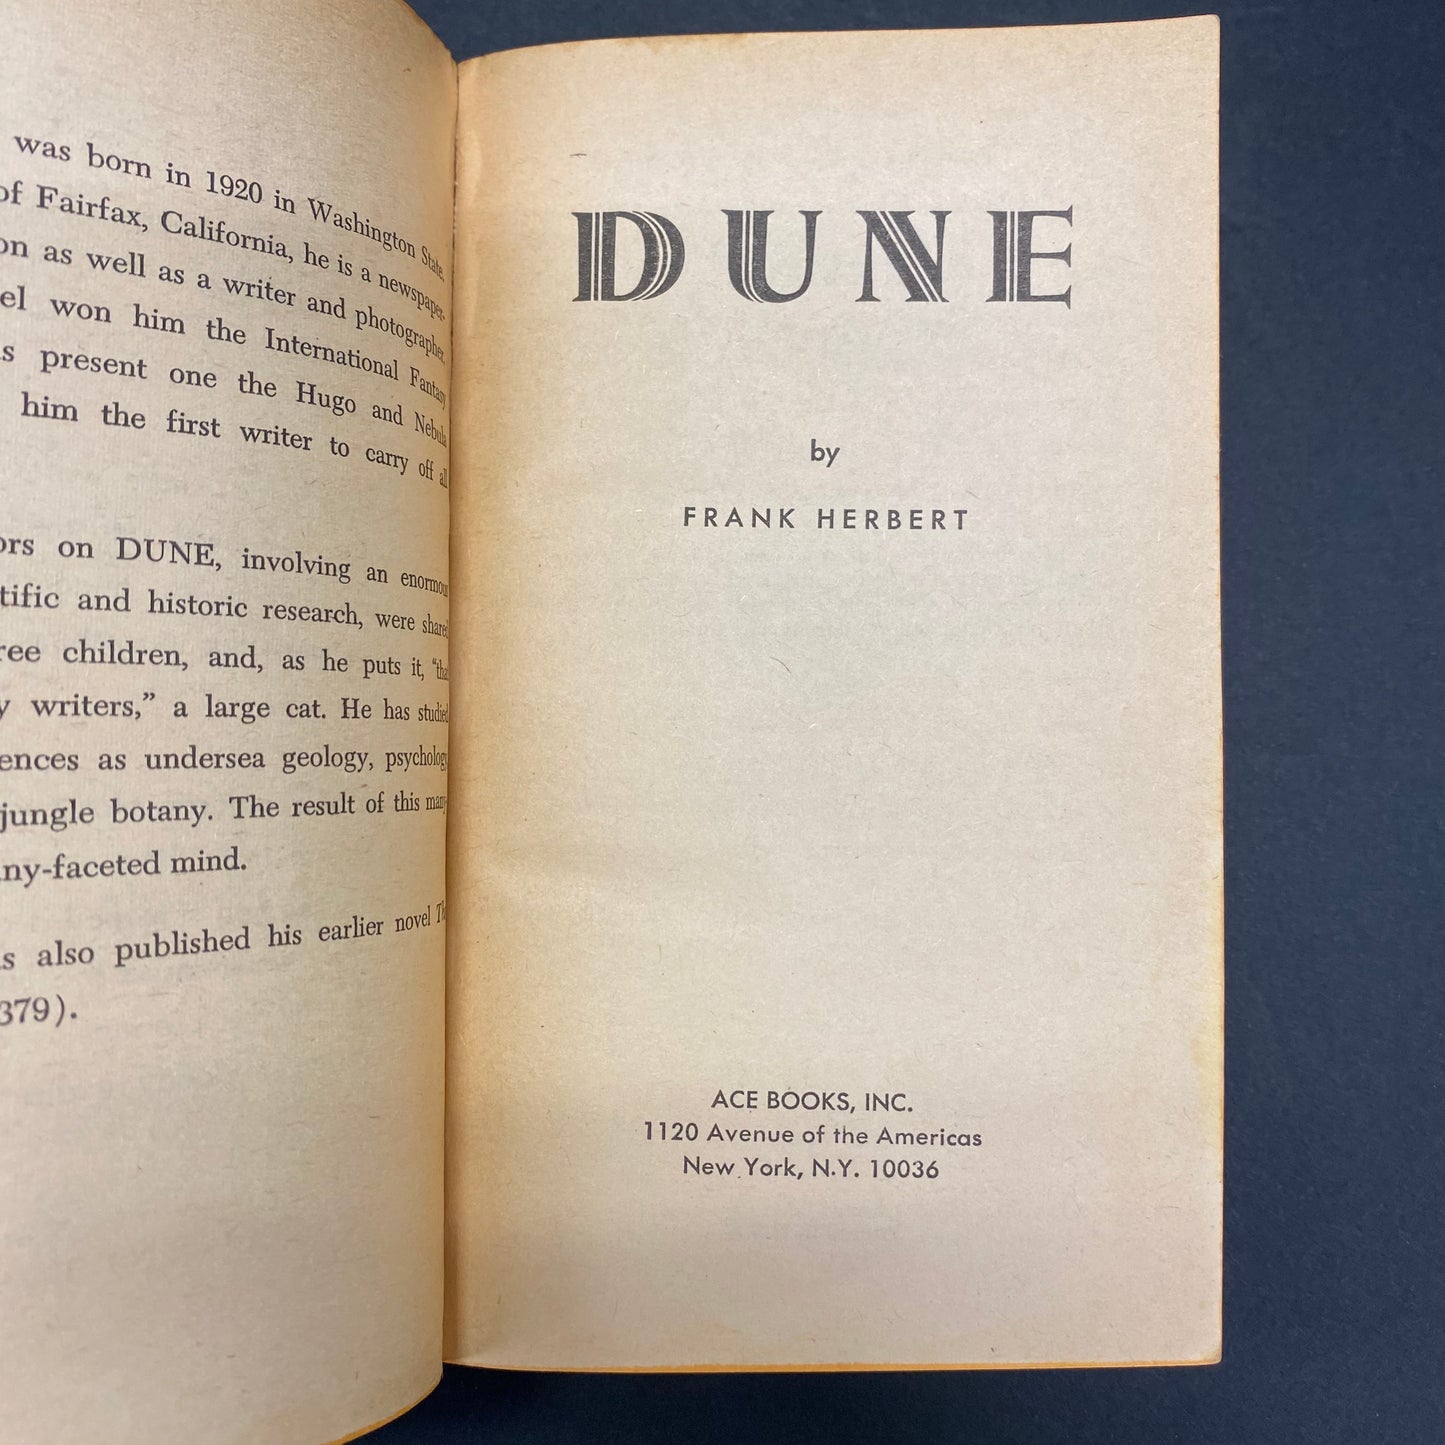 was born in 1920 in Washington State.
of Fairfax, California, he is a newspaper-
on as well as a writer and photographer.
el won him the International Fantasy
s present one the Hugo and Nebula
him the first writer to carry off all
ors on DUNE, involving an enormou
tific and historic research, were shared
ree children, and, as he puts it, "that
y writers," a large cat. He has studied
ences as undersea geology, psychology
jungle botany. The result of this many-
ny-faceted mind.
s also published his earlier novel Th
379).
DUNE
by
FRANK HERBERT
ACE BOOKS, INC.
1120 Avenue of the Americas
New York, N.Y. 10036